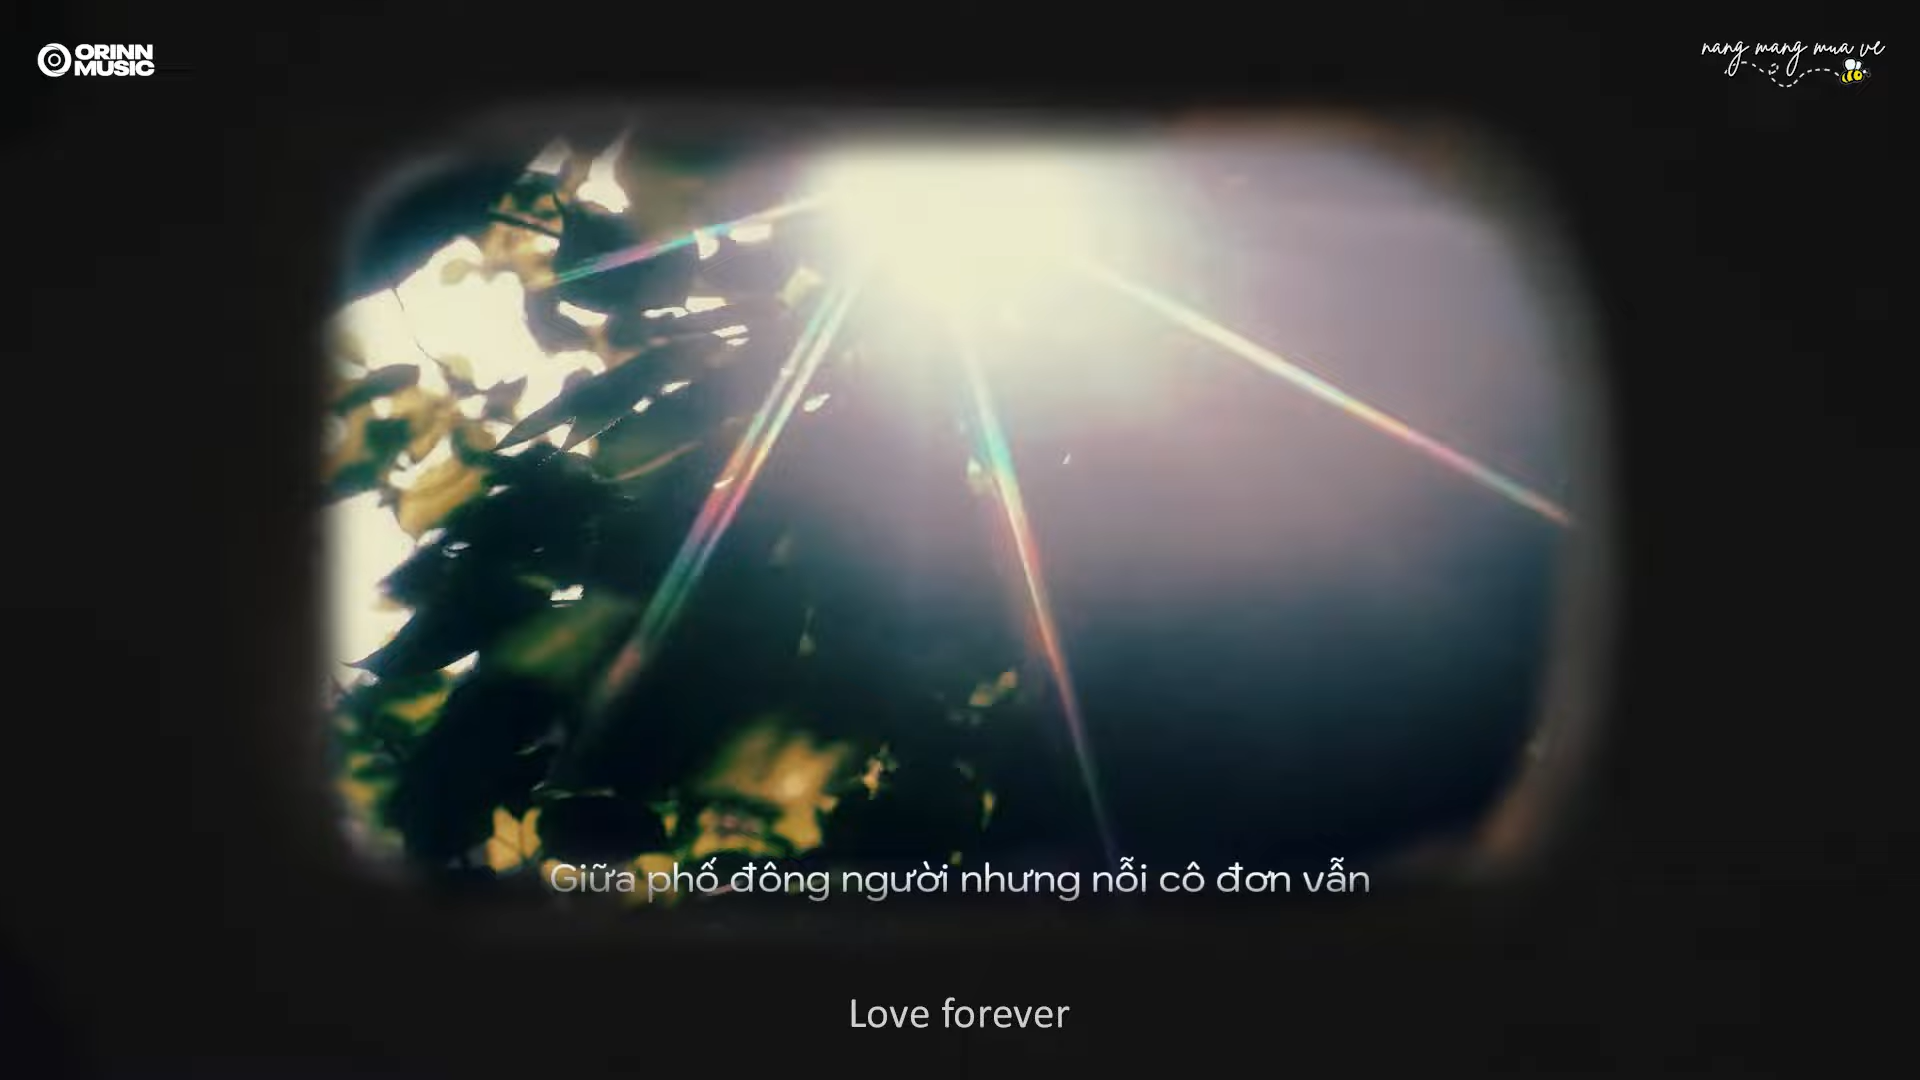 ORINN
MUSIC
nang mang mua ve
Giữa phố đông người nhưng nỗi cô đơn vẫn
Love forever